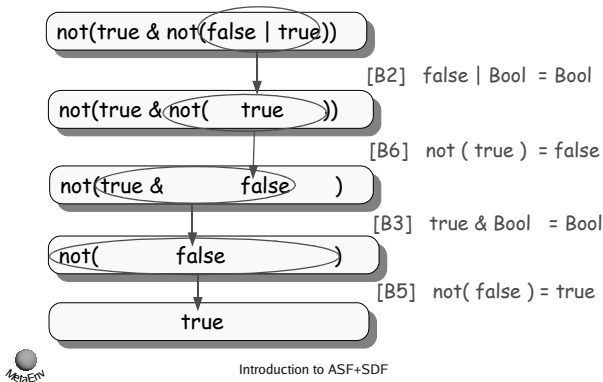 not(true & not(false | true))
[B2] false | Bool = Bool
not(true & not( true ))
[B6] not ( true ) = false
not(true & false )
[B3] true & Bool = Bool
not( false )
[B5] not( false ) = true
true
MetaEnv
Introduction to ASF+SDF